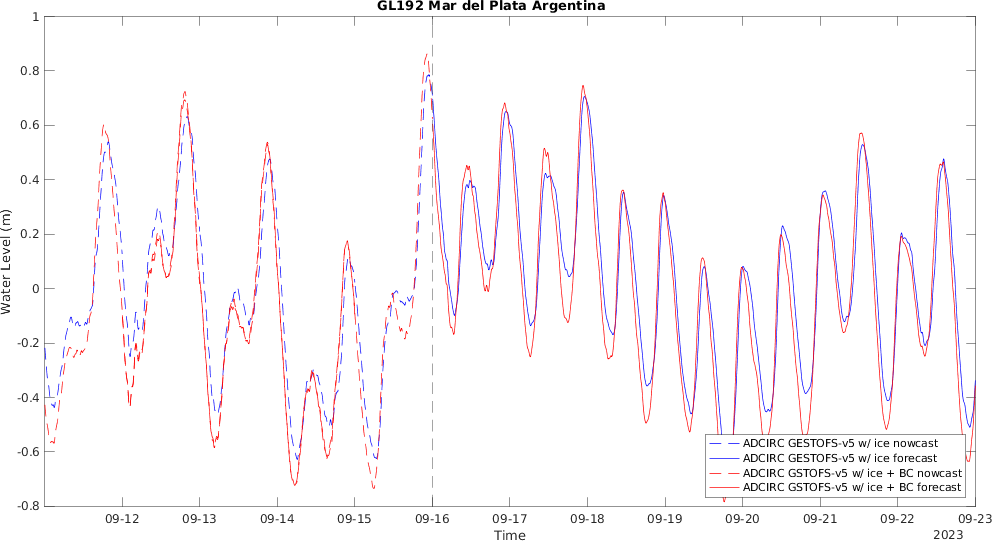 GL192 Mar del Plata Argentina
Water Level (m)
1
0.8
0.6
0.4
0.2
0
-0.2
-0.4
-0.6
-0.8
ADCIRC GESTOFS-v5 w/ ice nowcast
ADCIRC GESTOFS-v5 w/ ice forecast
ADCIRC GSTOFS-v5 w/ ice + BC nowcast
ADCIRC GSTOFS-v5 w/ ice + BC forecast
09-12 09-13 09-14 09-15 09-16 09-17 09-18 09-19 09-20 09-21 09-22 09-23
Time
2023